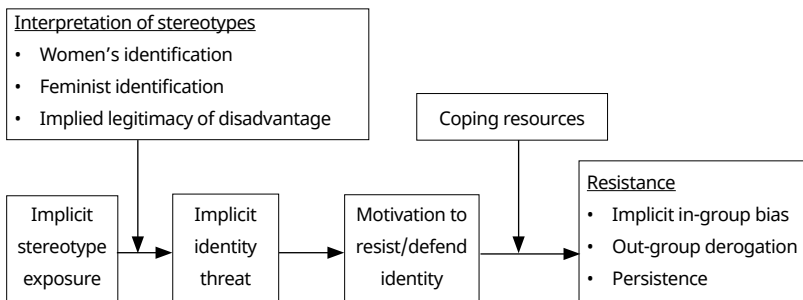 Interpretation of stereotypes
• Women's identification
• Feminist identification
• Implied legitimacy of disadvantage
Coping resources
Implicit
stereotype
exposure
Implicit
identity
threat
Motivation to
resist/defend
identity
Resistance
• Implicit in-group bias
• Out-group derogation
• Persistence